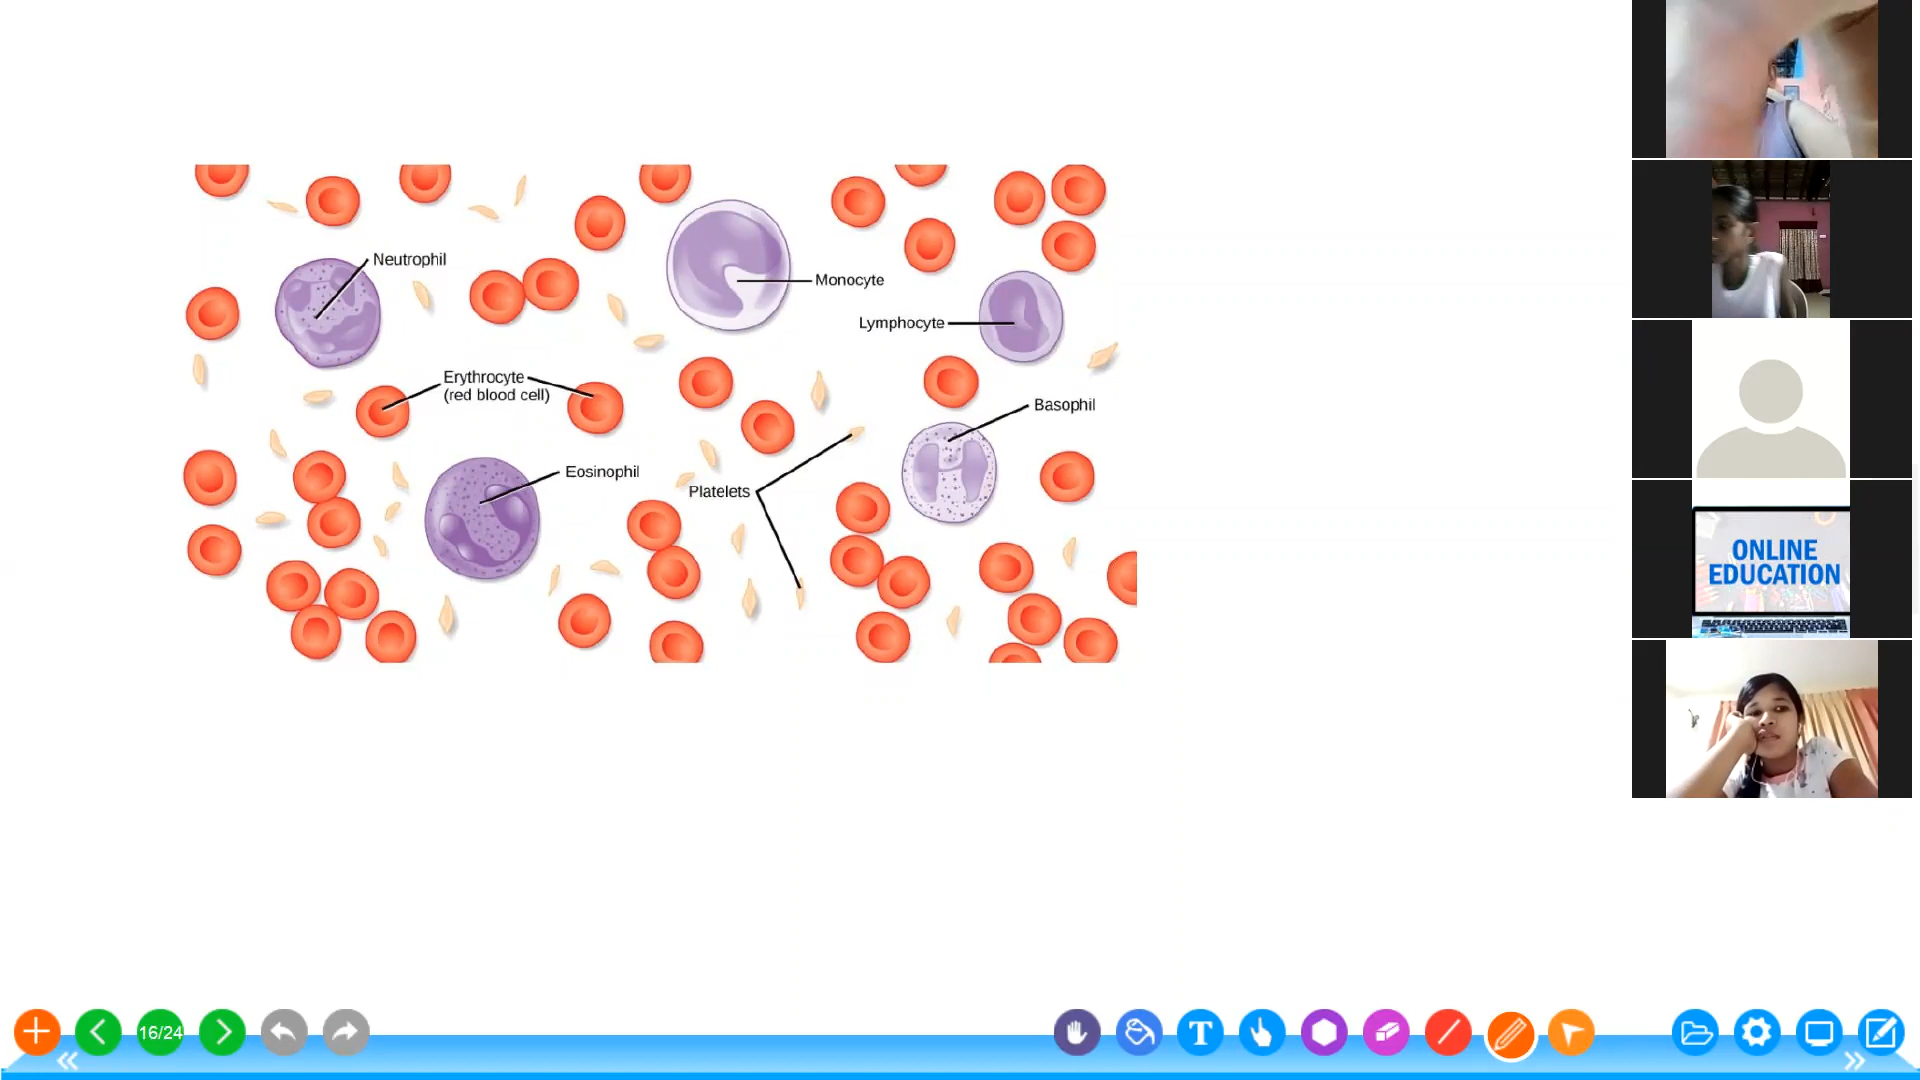 Neutrophil
Monocyte
Lymphocyte
Erythrocyte
(red blood cell)
Basophil
Eosinophil
Platelets
ONLINE
EDUCATION
16/24
T